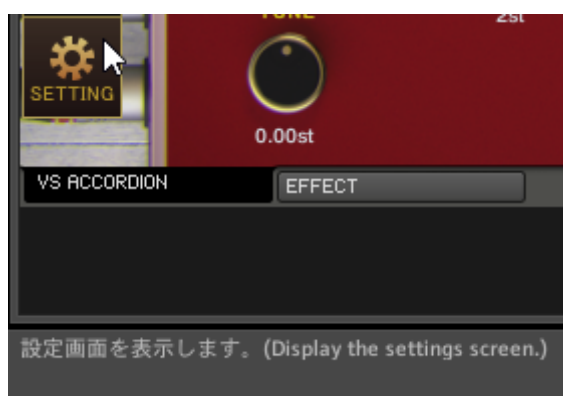 TUNE
2st
SETTING
0.00st
VS ACCORDION
EFFECT
設定画面を表示します。(Display the settings screen.)